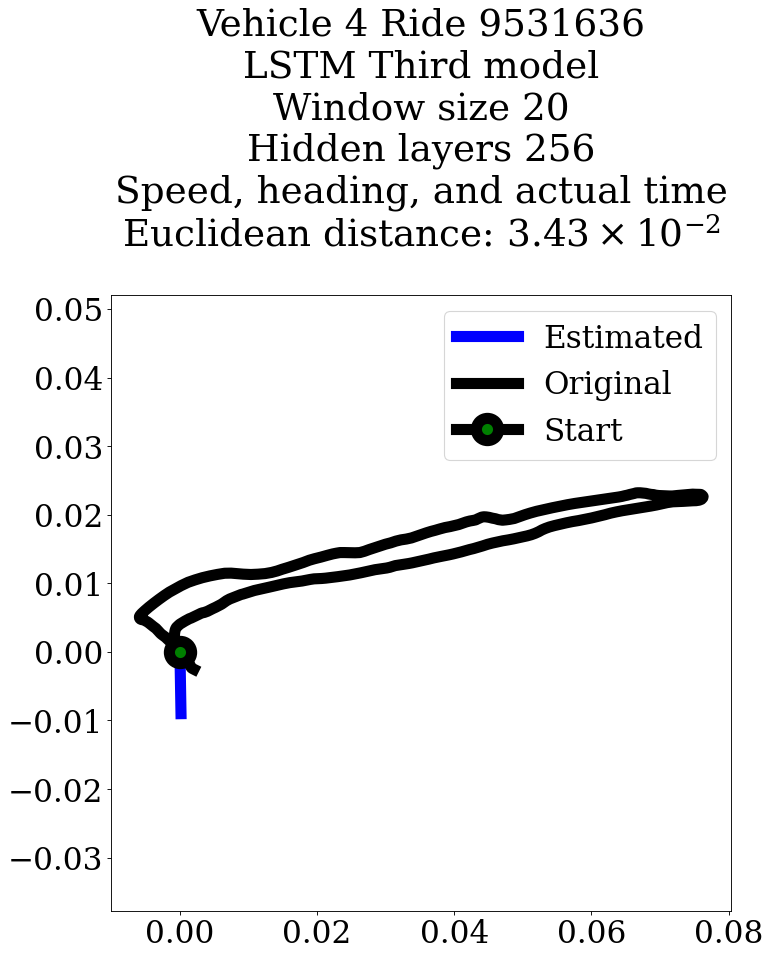 Vehicle 4 Ride 9531636
LSTM Third model
Window size 20
Hidden layers 256
Speed, heading, and actual time
Euclidean distance: 3.43 × 10⁻²
Estimated
Original
Start
0.05
0.04
0.03
0.02
0.01
0.00
−0.01
−0.02
−0.03
0.00 0.02 0.04 0.06 0.08